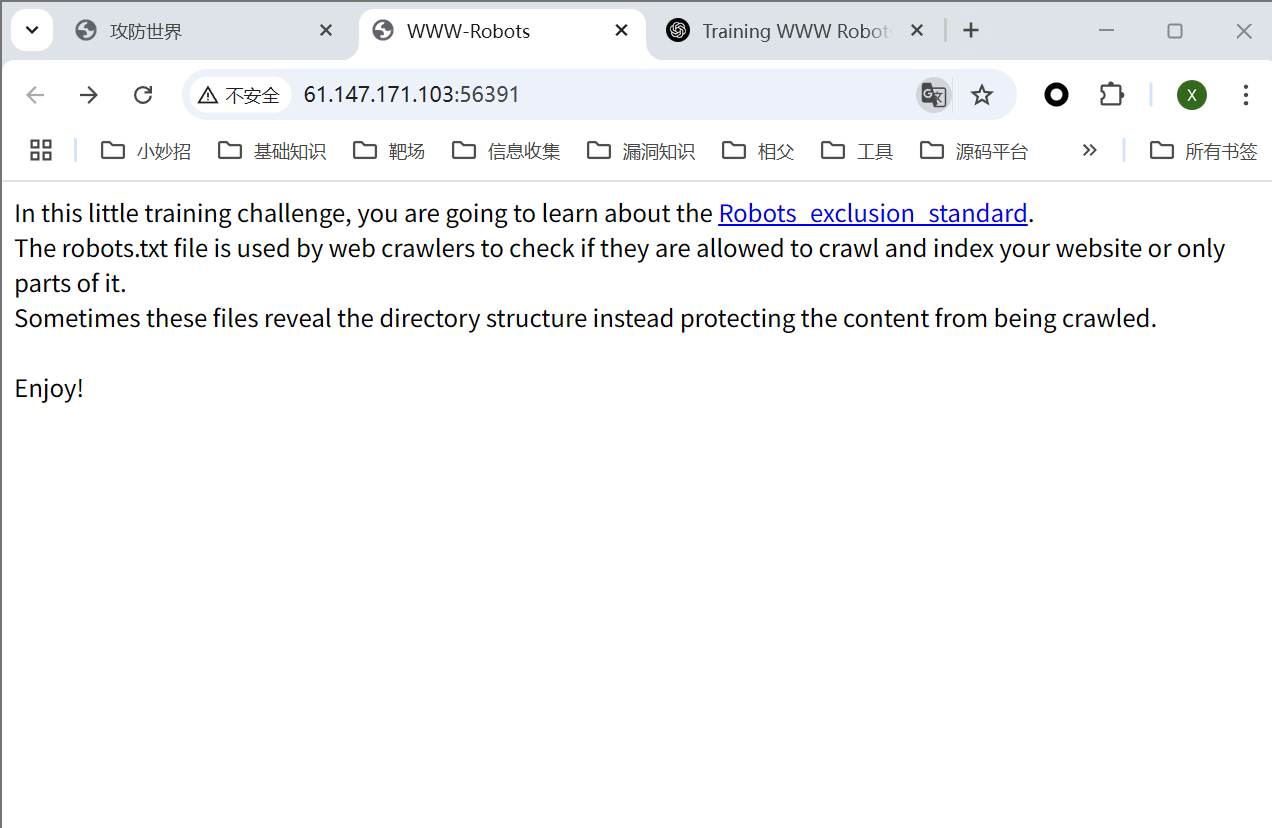 攻防世界
WWW-Robots
Training WWW Robots
不安全
61.147.171.103:56391
X
小妙招
基础知识
靶场
信息收集
漏洞知识
相父
工具
源码平台
所有书签
In this little training challenge, you are going to learn about the Robots_exclusion_standard.
The robots.txt file is used by web crawlers to check if they are allowed to crawl and index your website or only
parts of it.
Sometimes these files reveal the directory structure instead protecting the content from being crawled.
Enjoy!